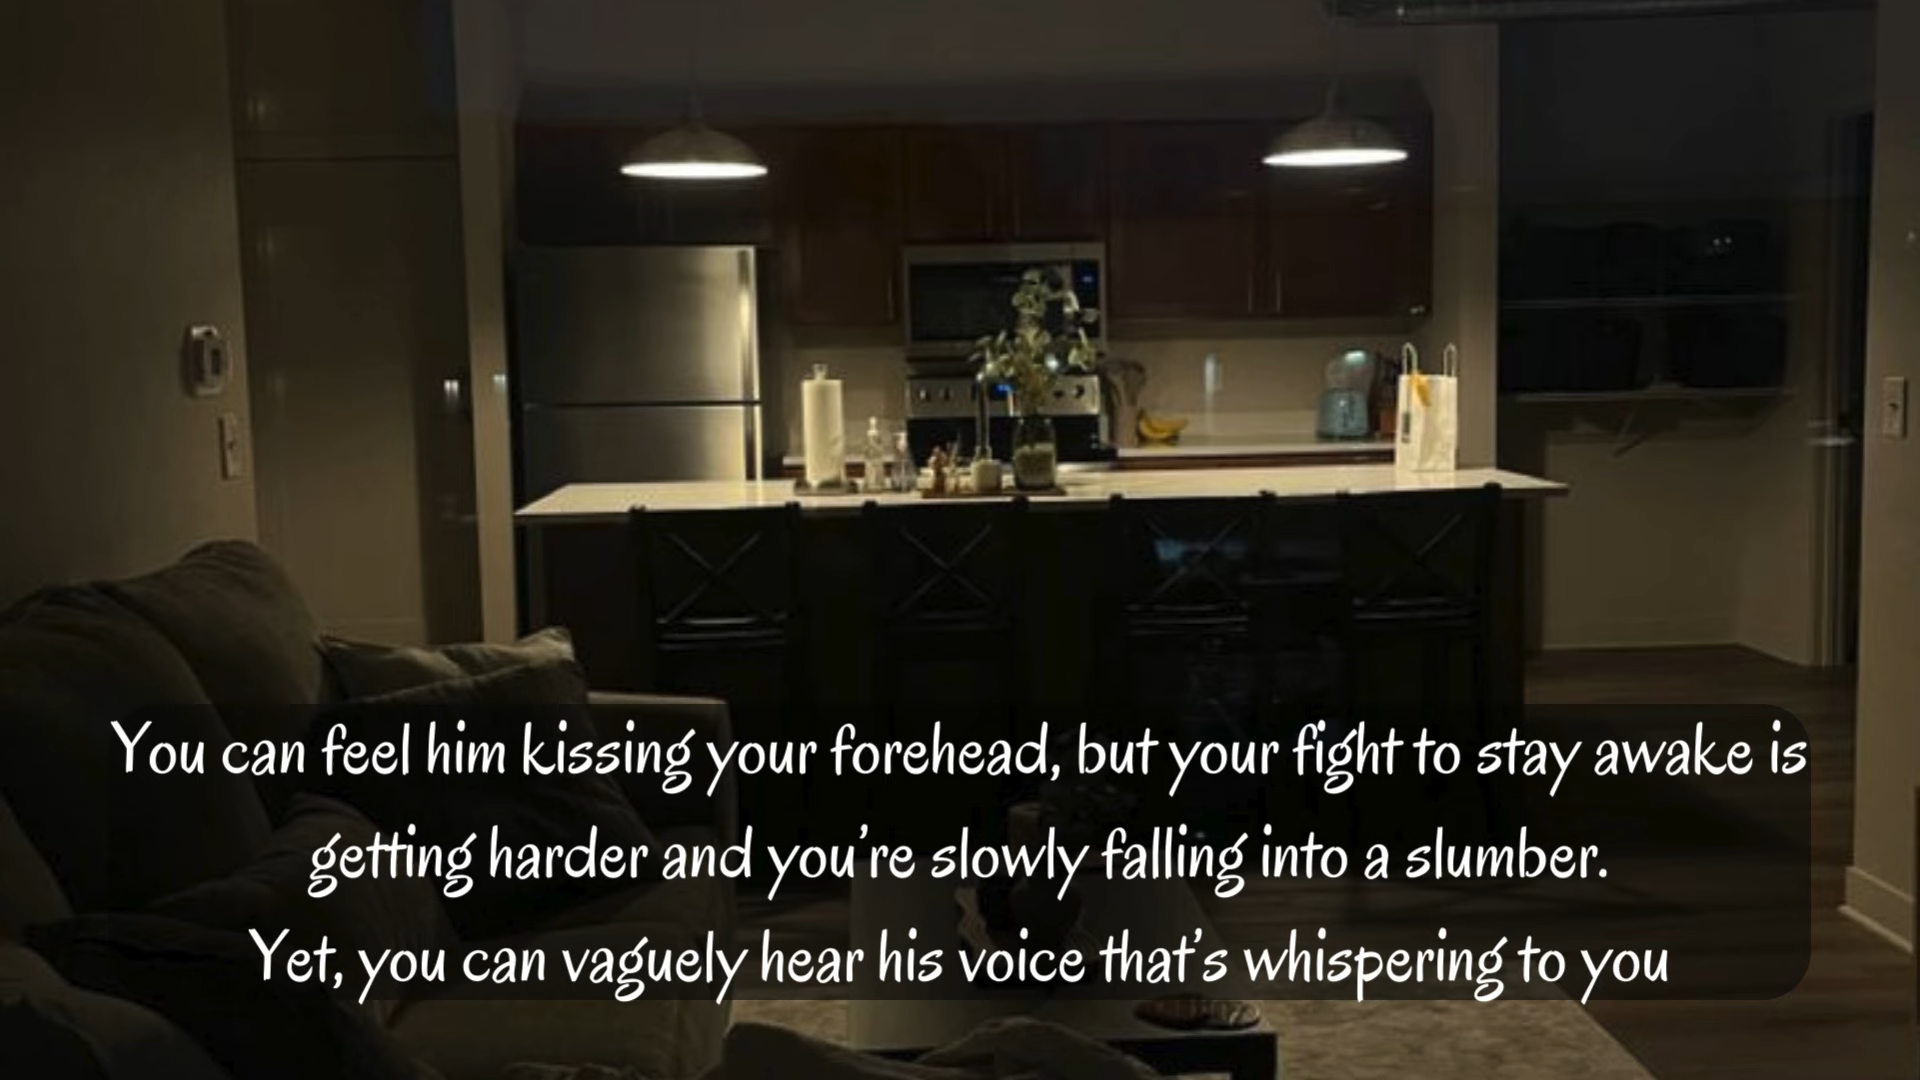 You can feel him kissing your forehead, but your fight to stay awake is
getting harder and you're slowly falling into a slumber.
Yet, you can vaguely hear his voice that's whispering to you